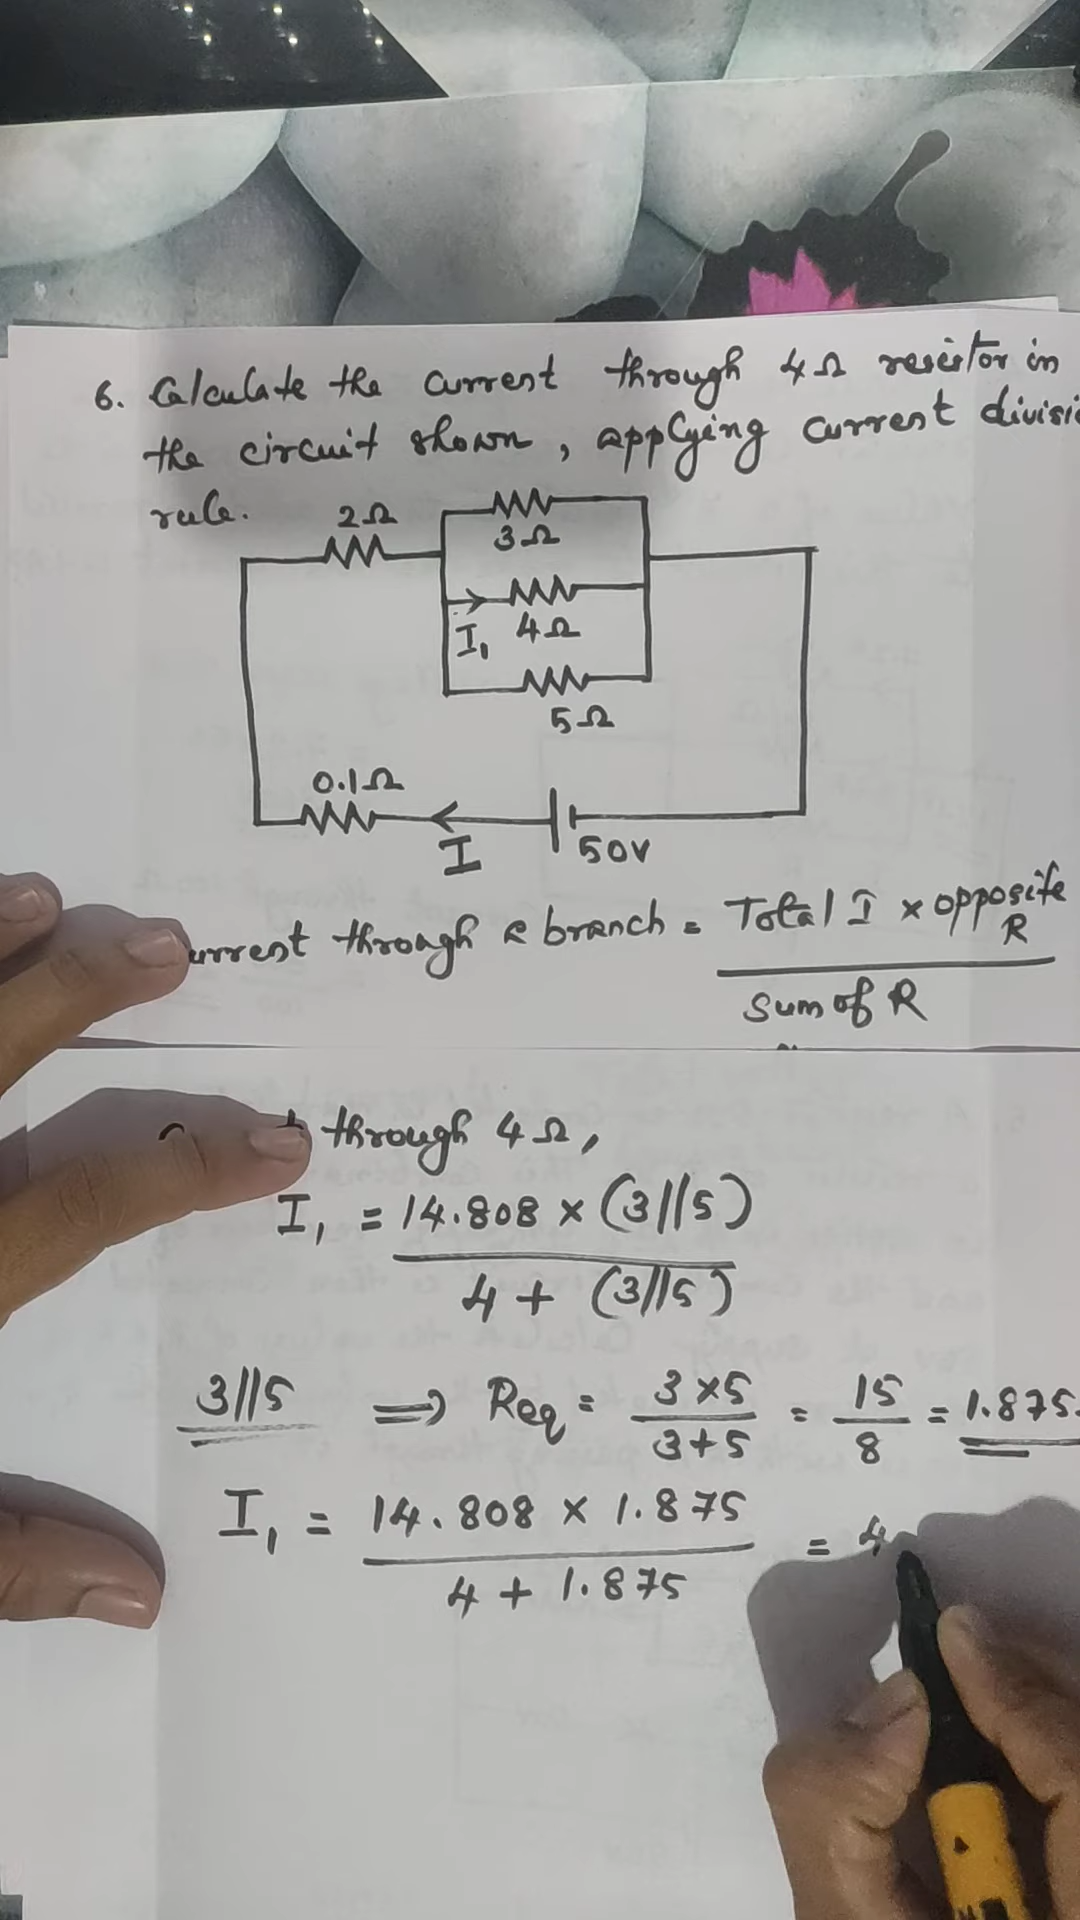 6. Calculate the current through 4Ω resistor in
the circuit shown, applying current divisi
rule.
2Ω
3Ω
I₁ 4Ω
5Ω
0.1Ω
I
50V
urrent through a branch = Total I × opposite R
Sum of R
through 4Ω,
I₁ = 14.808 × (3||5)
4 + (3||5)
3||5 ⟹ Req = 3×5 / 3+5 = 15 / 8 = 1.875
I₁ = 14.808 × 1.875 = 4
4 + 1.875